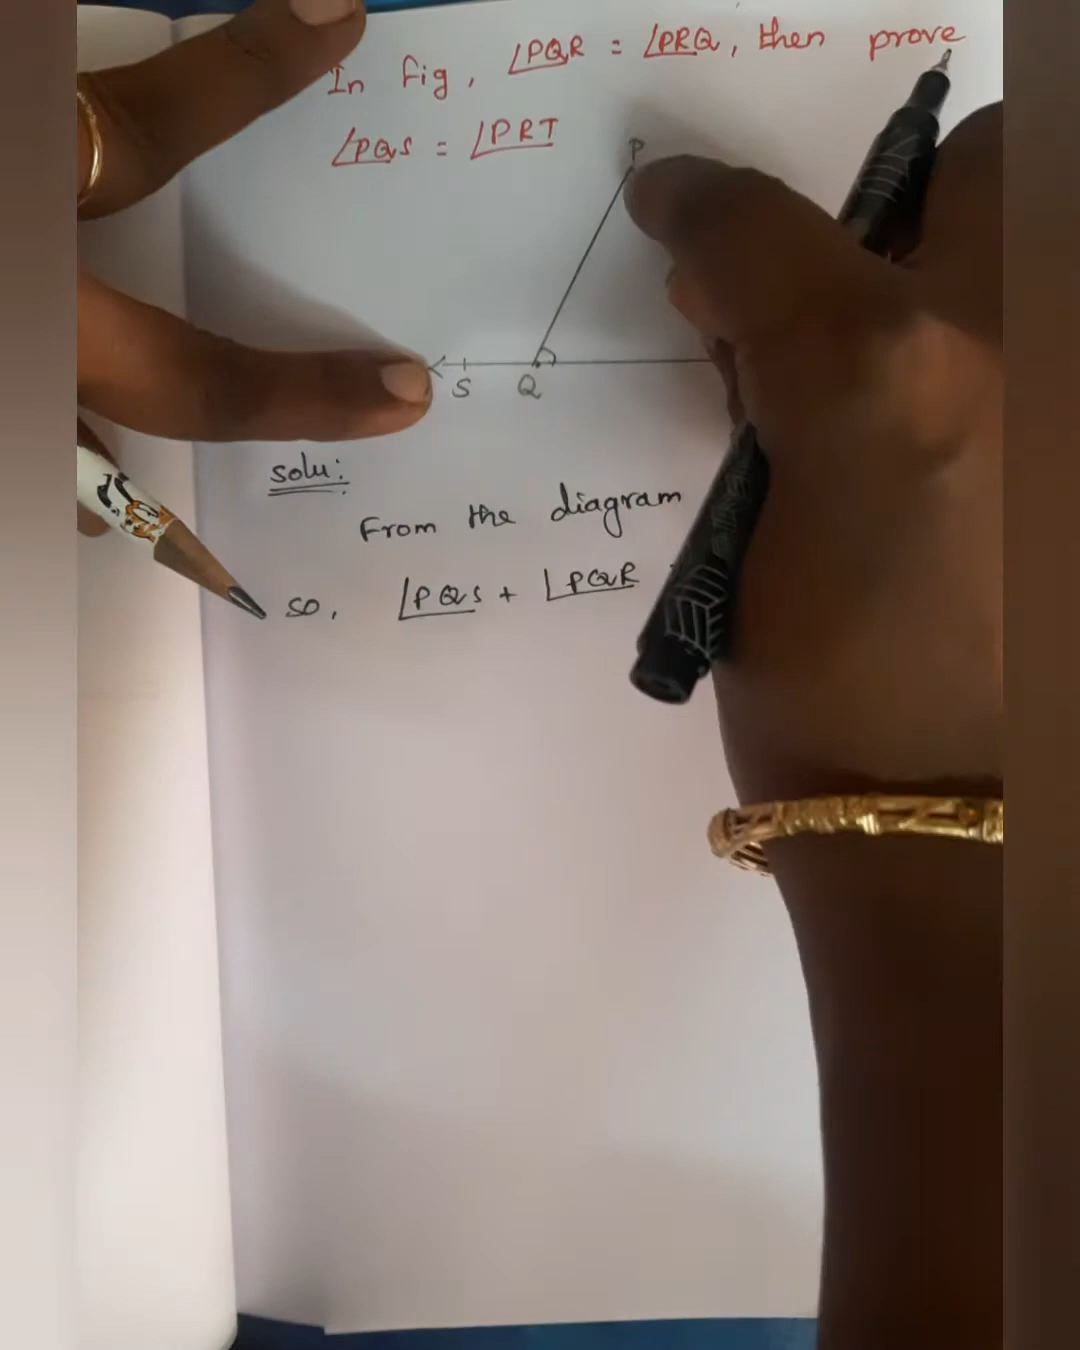 In fig, ∠PQR = ∠PRQ, then prove
∠PQS = ∠PRT
P
S Q
solu:
From the diagram
so, ∠PQS + ∠PQR